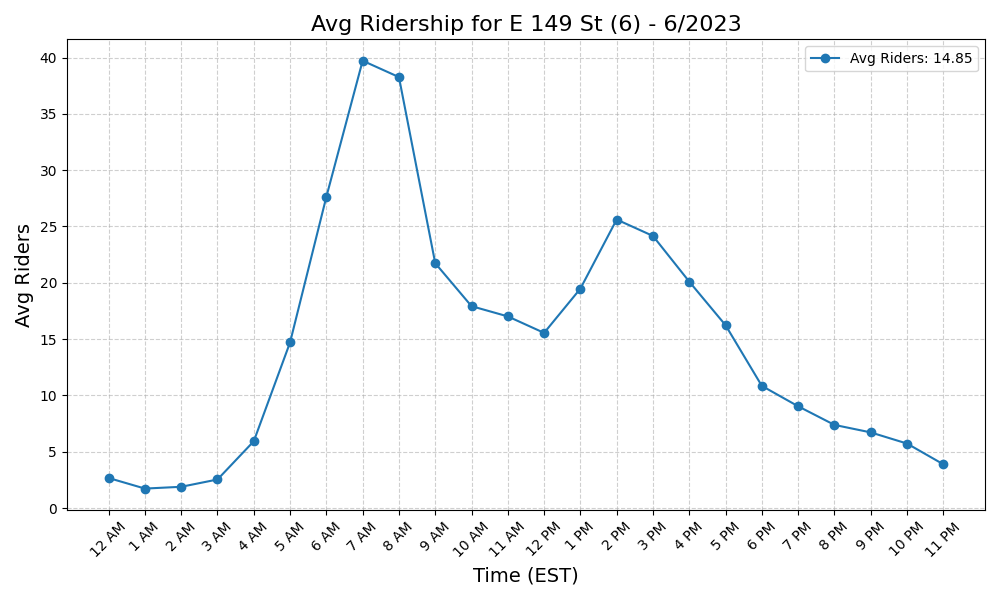 Avg Ridership for E 149 St (6) - 6/2023
Avg Riders: 14.85
Avg Riders
40
35
30
25
20
15
10
5
0
12 AM
1 AM
2 AM
3 AM
4 AM
5 AM
6 AM
7 AM
8 AM
9 AM
10 AM
11 AM
12 PM
1 PM
2 PM
3 PM
4 PM
5 PM
6 PM
7 PM
8 PM
9 PM
10 PM
11 PM
Time (EST)